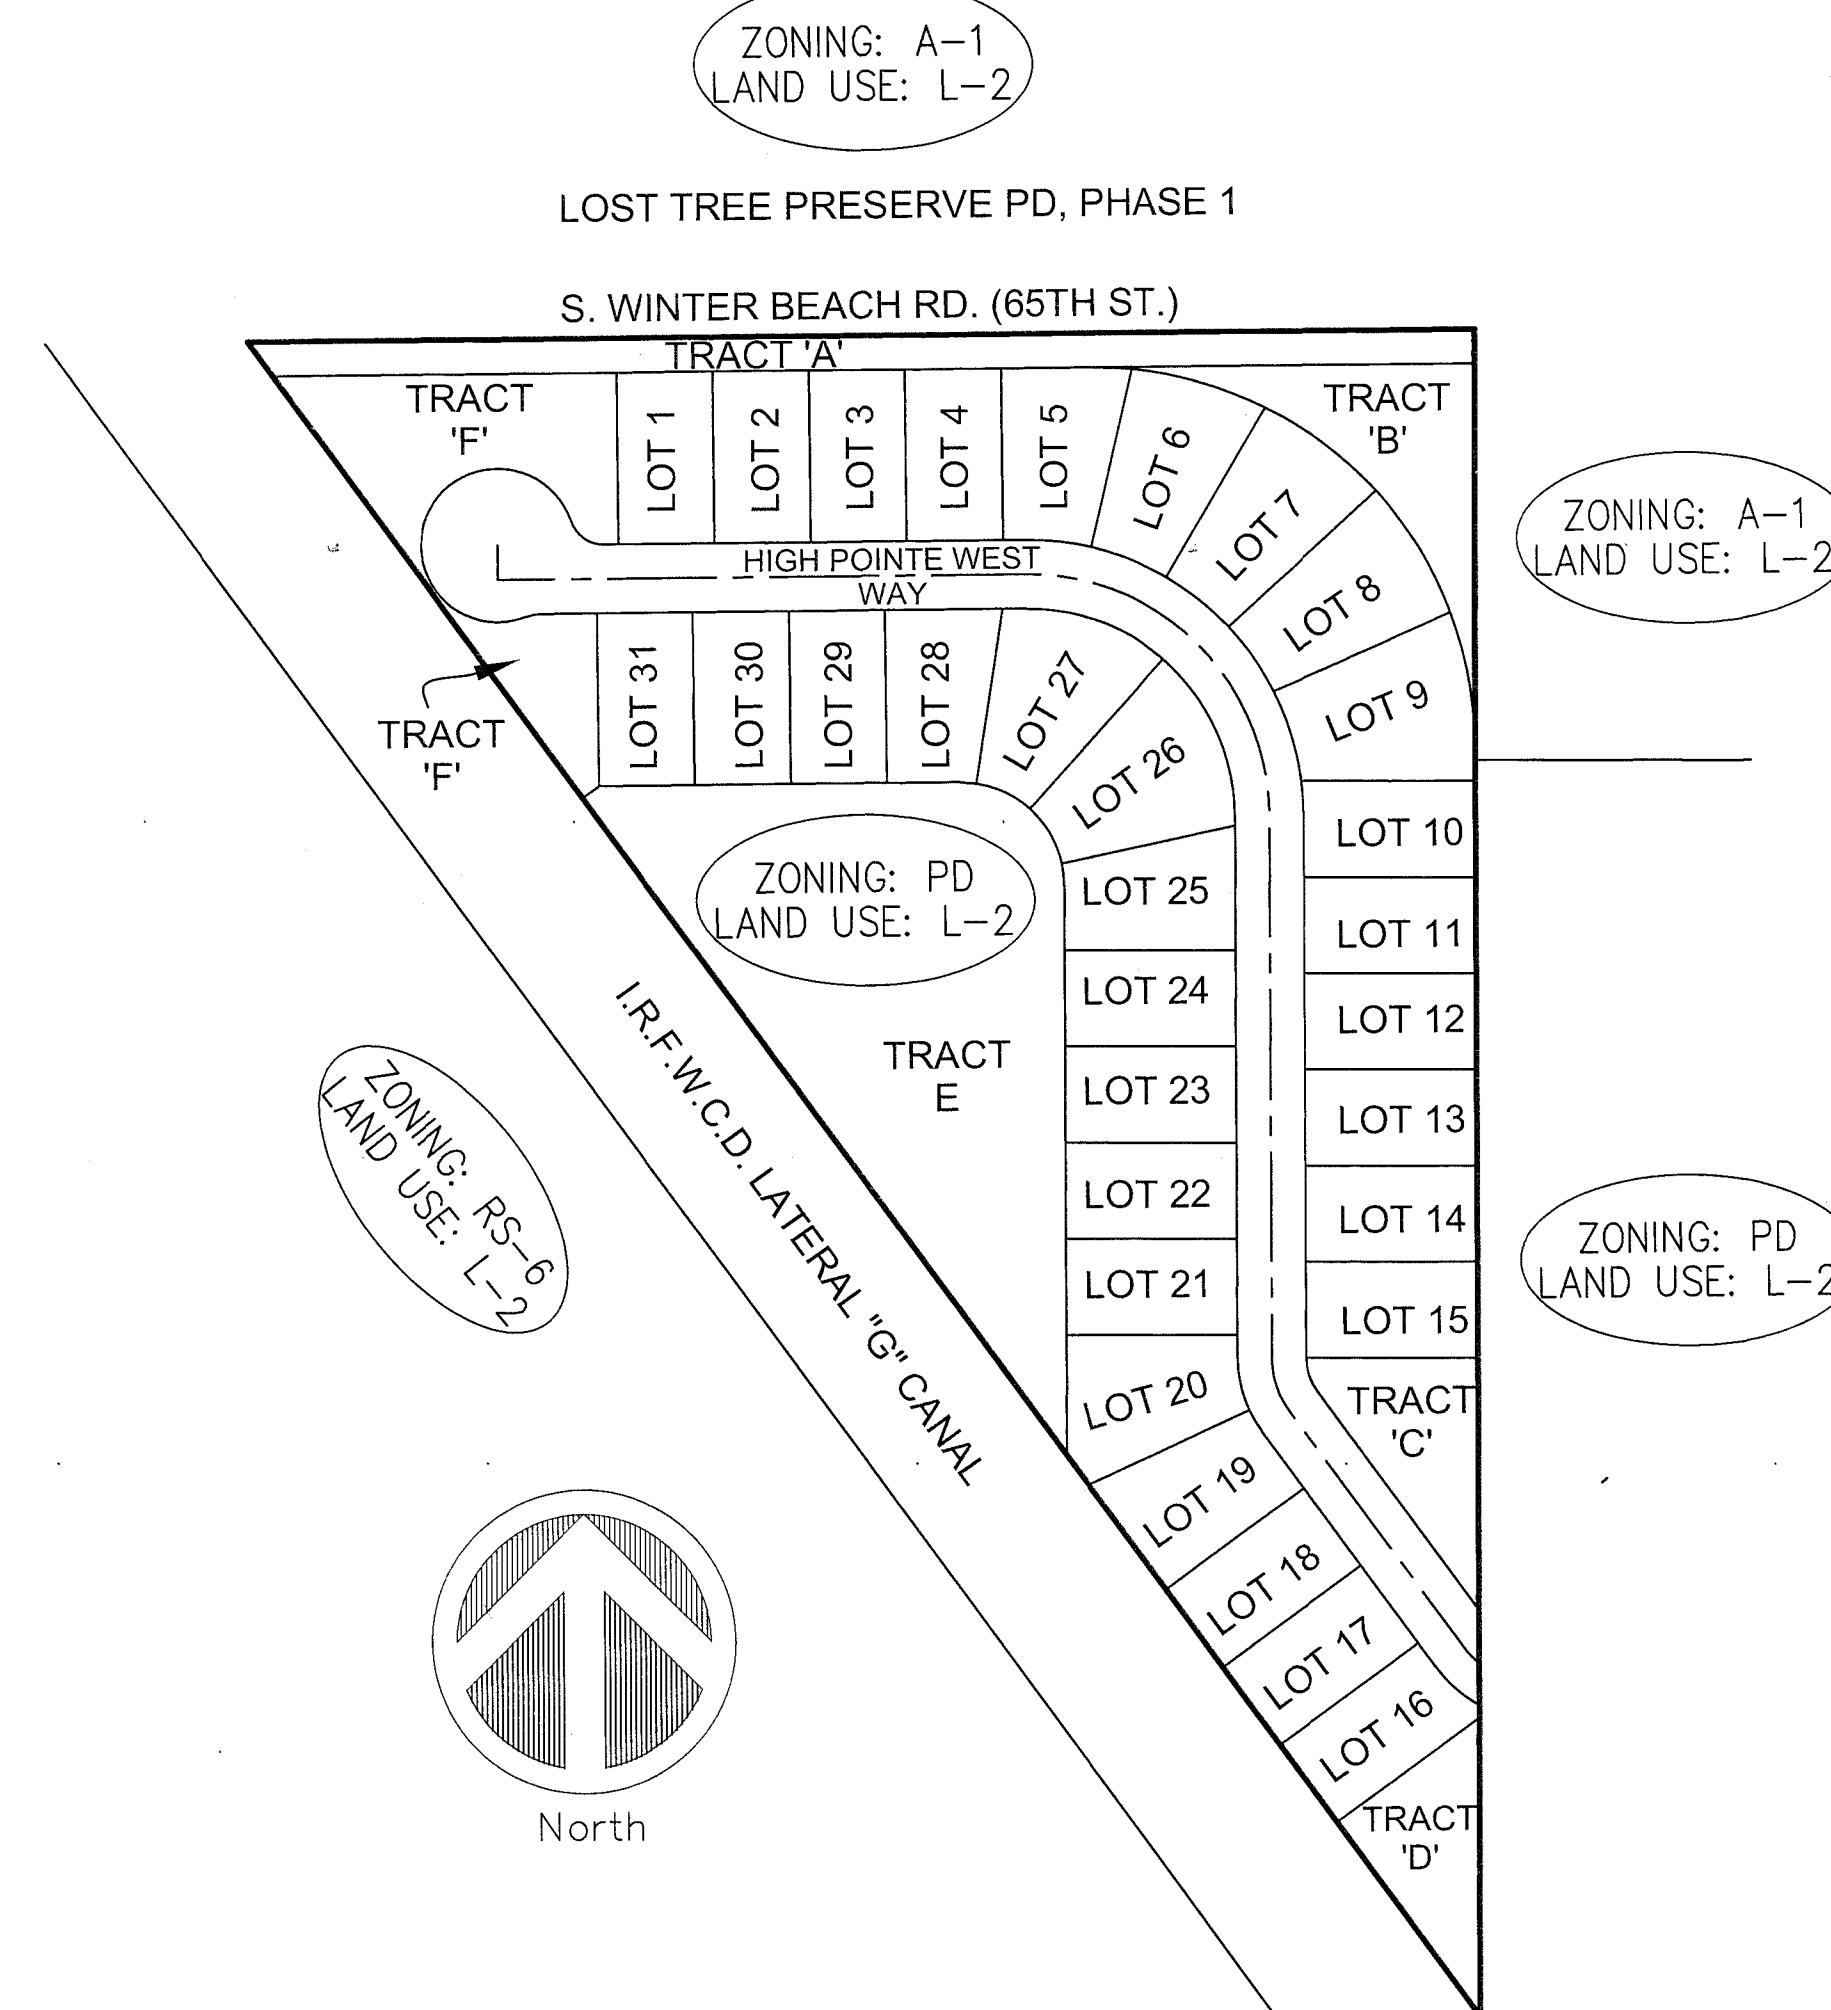 ZONING: A-1
LAND USE: L-2
LOST TREE PRESERVE PD, PHASE 1
S. WINTER BEACH RD. (65TH ST.)
TRACT 'A'
TRACT
'F'
LOT 1
LOT 2
LOT 3
LOT 4
LOT 5
LOT 6
LOT 7
LOT 8
LOT 9
TRACT
'B'
ZONING: A-1
LAND USE: L-2
HIGH POINTE WEST
WAY
LOT 31
LOT 30
LOT 29
LOT 28
LOT 27
LOT 26
TRACT
'F'
ZONING: PD
LAND USE: L-2
LOT 25
LOT 24
LOT 23
LOT 22
LOT 21
LOT 20
LOT 10
LOT 11
LOT 12
LOT 13
LOT 14
LOT 15
TRACT
E
I.R.F.W.C.D. LATERAL "G" CANAL
ZONING: RS-6
LAND USE: L-2
ZONING: PD
LAND USE: L-2
TRACT
'C'
LOT 19
LOT 18
LOT 17
LOT 16
TRACT
'D'
North